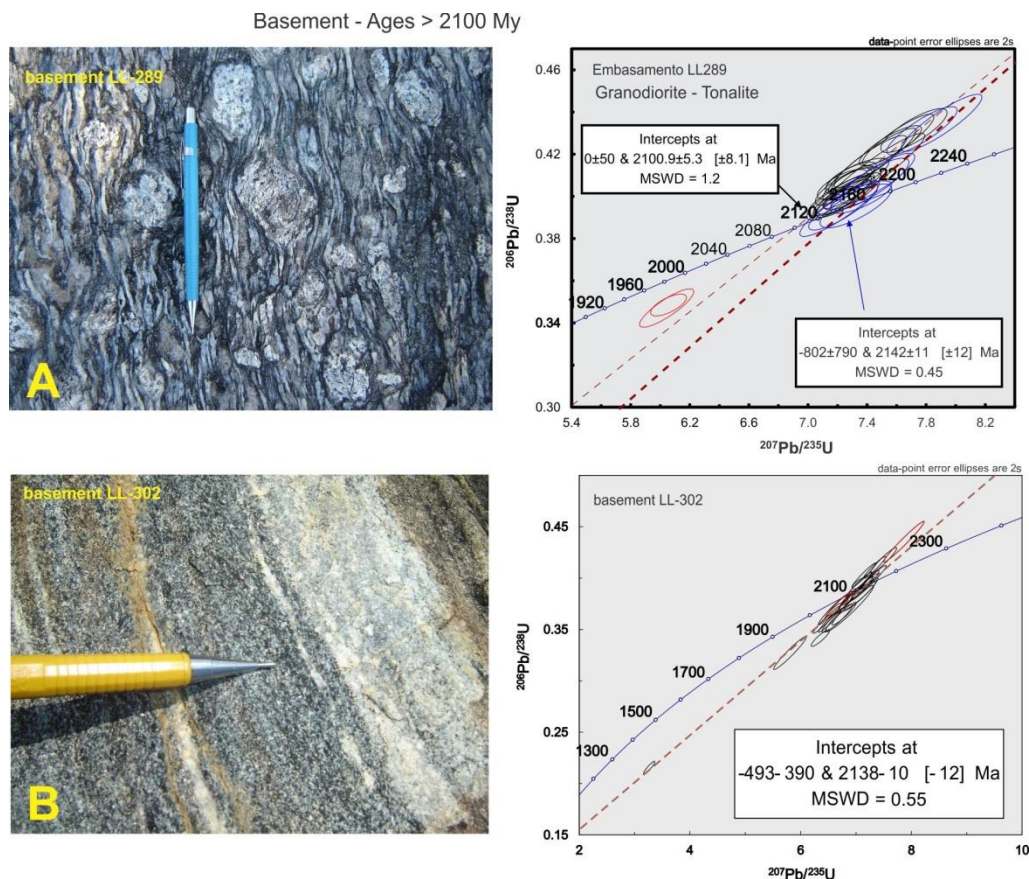 Basement - Ages > 2100 My
basement LL-289
A
data-point error ellipses are 2s
Embasamento LL289
Granodiorite - Tonalite
Intercepts at
0±50 & 2100.9±5.3 [±8.1] Ma
MSWD = 1.2
Intercepts at
-802±790 & 2142±11 [±12] Ma
MSWD = 0.45
0.46
0.42
0.38
0.34
0.30
1920
1960
2000
2040
2080
2120
2160
2200
2240
5.4 5.8 6.2 6.6 7.0 7.4 7.8 8.2
206Pb/238U
207Pb/235U
basement LL-302
B
data-point error ellipses are 2s
basement LL-302
0.45
0.35
0.25
0.15
1300
1500
1700
1900
2100
2300
Intercepts at
-493- 390 & 2138- 10 [- 12] Ma
MSWD = 0.55
2 4 6 8 10
206Pb/238U
207Pb/235U